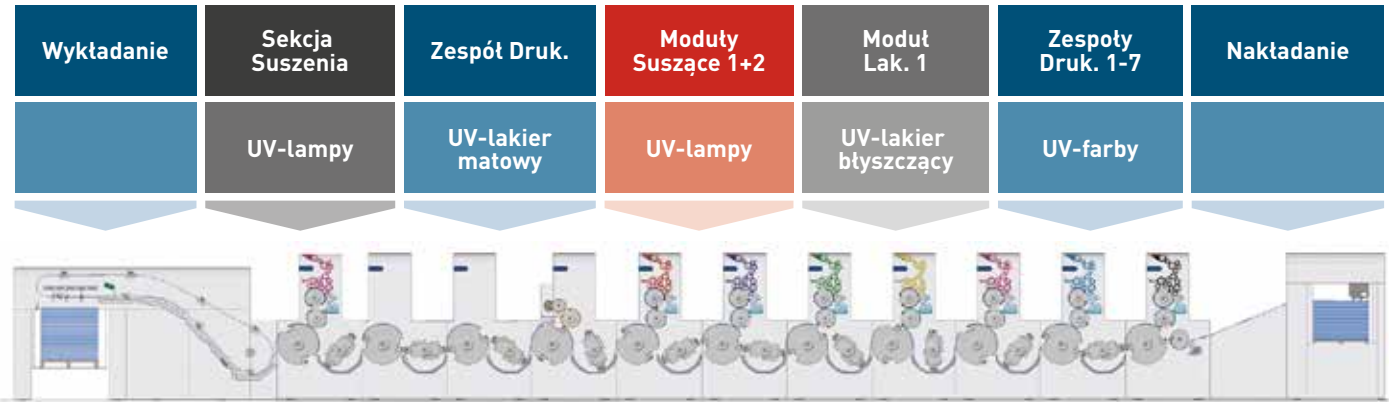 Wykładanie
Sekcja
Suszenia
Zespół Druk.
Moduły
Suszące 1+2
Moduł
Lak. 1
Zespoły
Druk. 1-7
Nakładanie
UV-lampy
UV-lakier
matowy
UV-lampy
UV-lakier
błyszczący
UV-farby